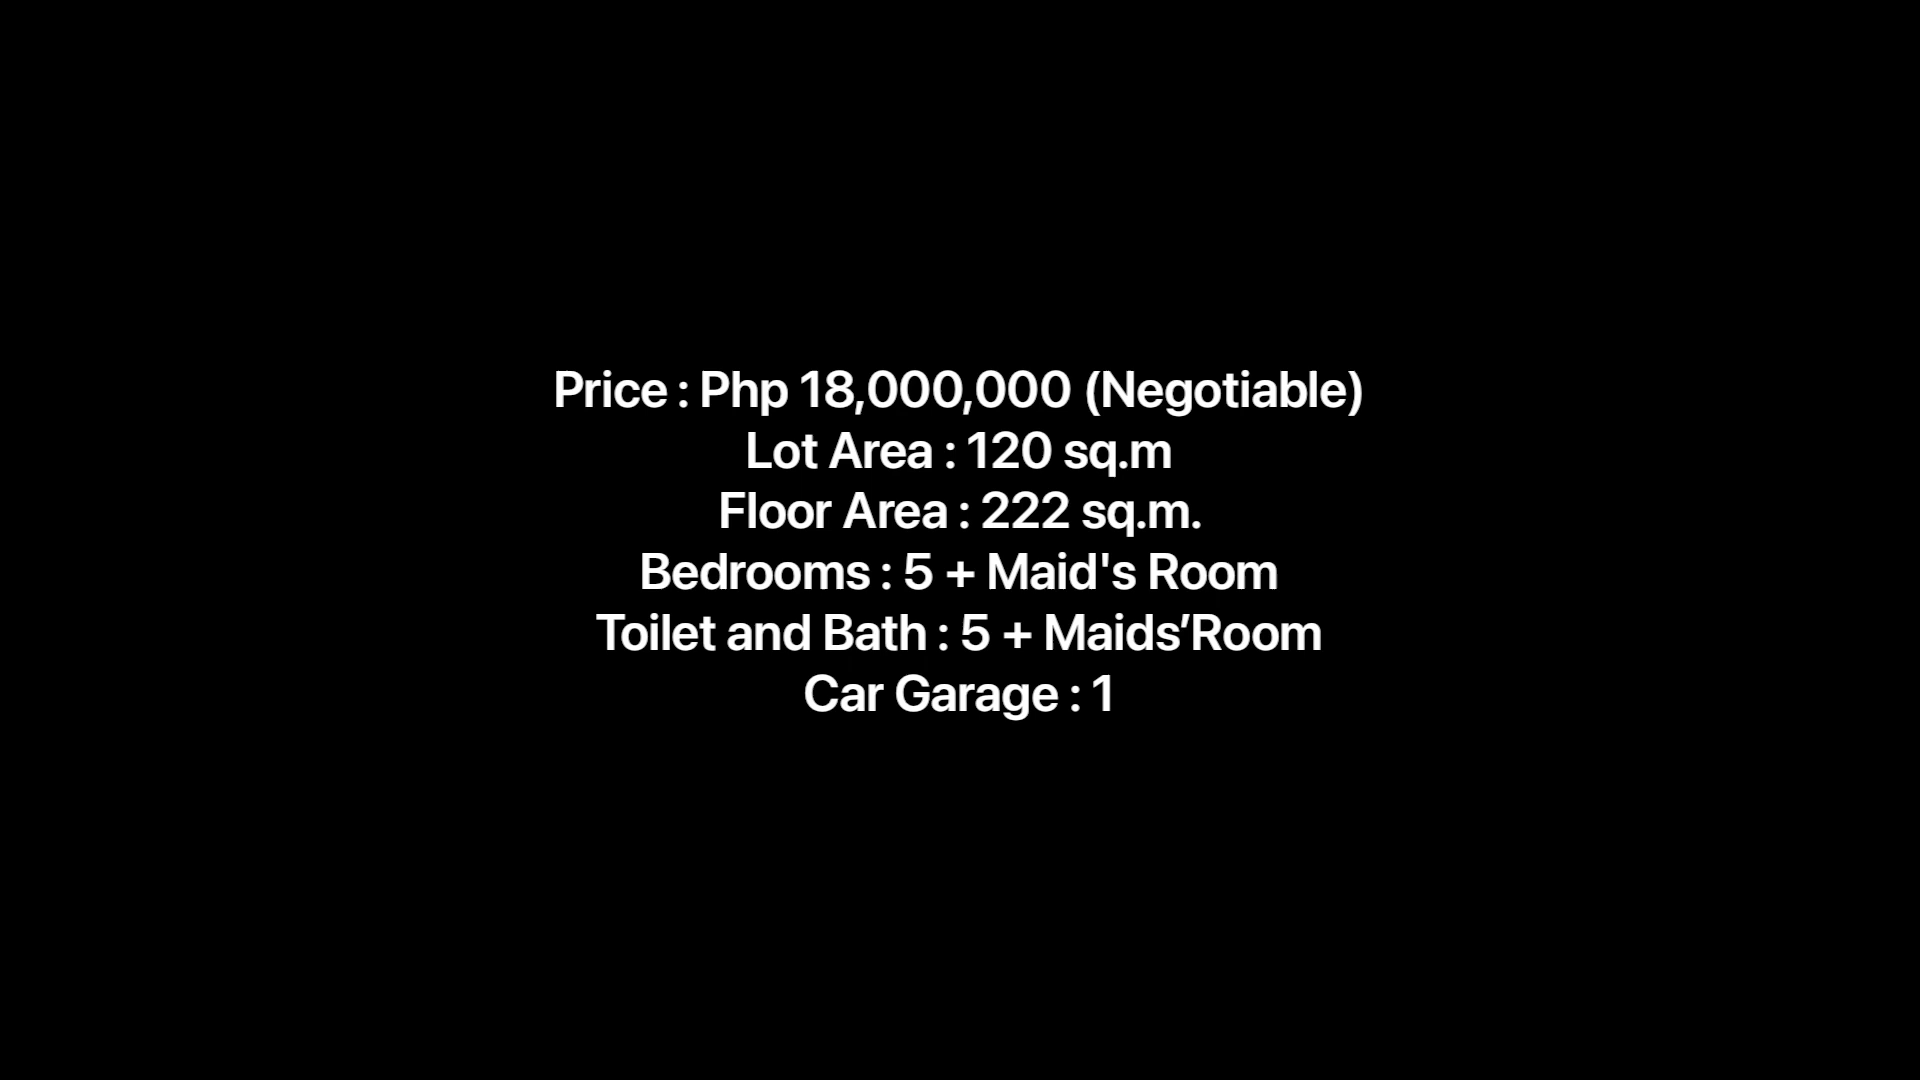 Price : Php 18,000,000 (Negotiable)
Lot Area : 120 sq.m
Floor Area : 222 sq.m.
Bedrooms : 5 + Maid's Room
Toilet and Bath : 5 + Maids’Room
Car Garage : 1